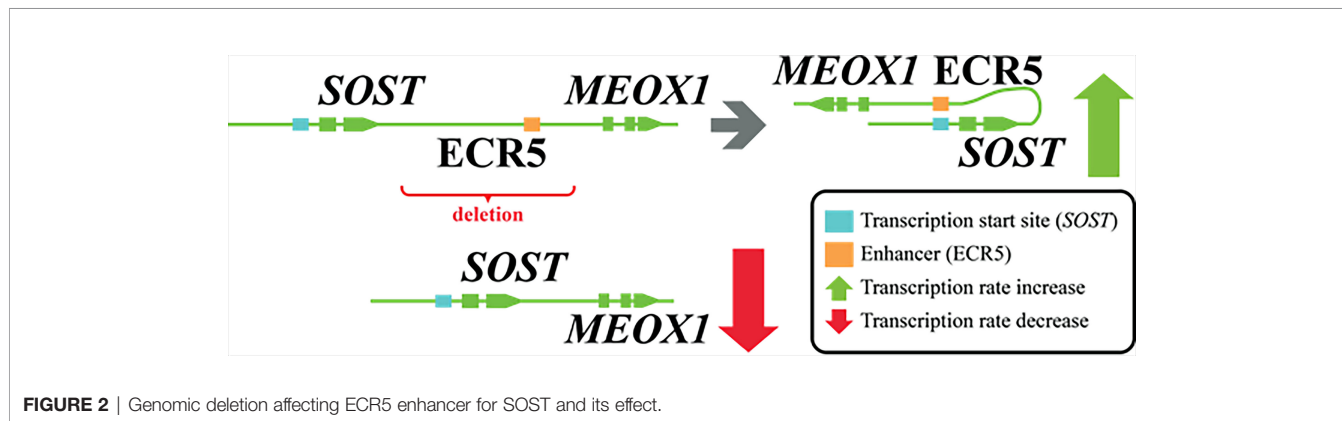 SOST
MEOX1
ECR5
deletion
MEOX1 ECR5
SOST
SOST
MEOX1
Transcription start site (SOST)
Enhancer (ECR5)
Transcription rate increase
Transcription rate decrease
FIGURE 2 | Genomic deletion affecting ECR5 enhancer for SOST and its effect.